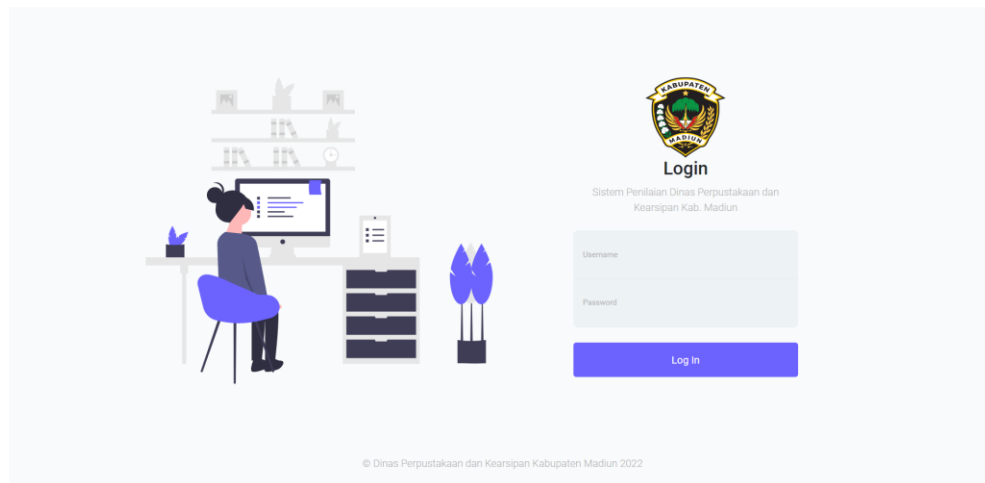 KABUPATEN
MADIUN
Login
Sistem Penilaian Dinas Perpustakaan dan
Kearsipan Kab. Madiun
Username
Password
Log In
© Dinas Perpustakaan dan Kearsipan Kabupaten Madiun 2022